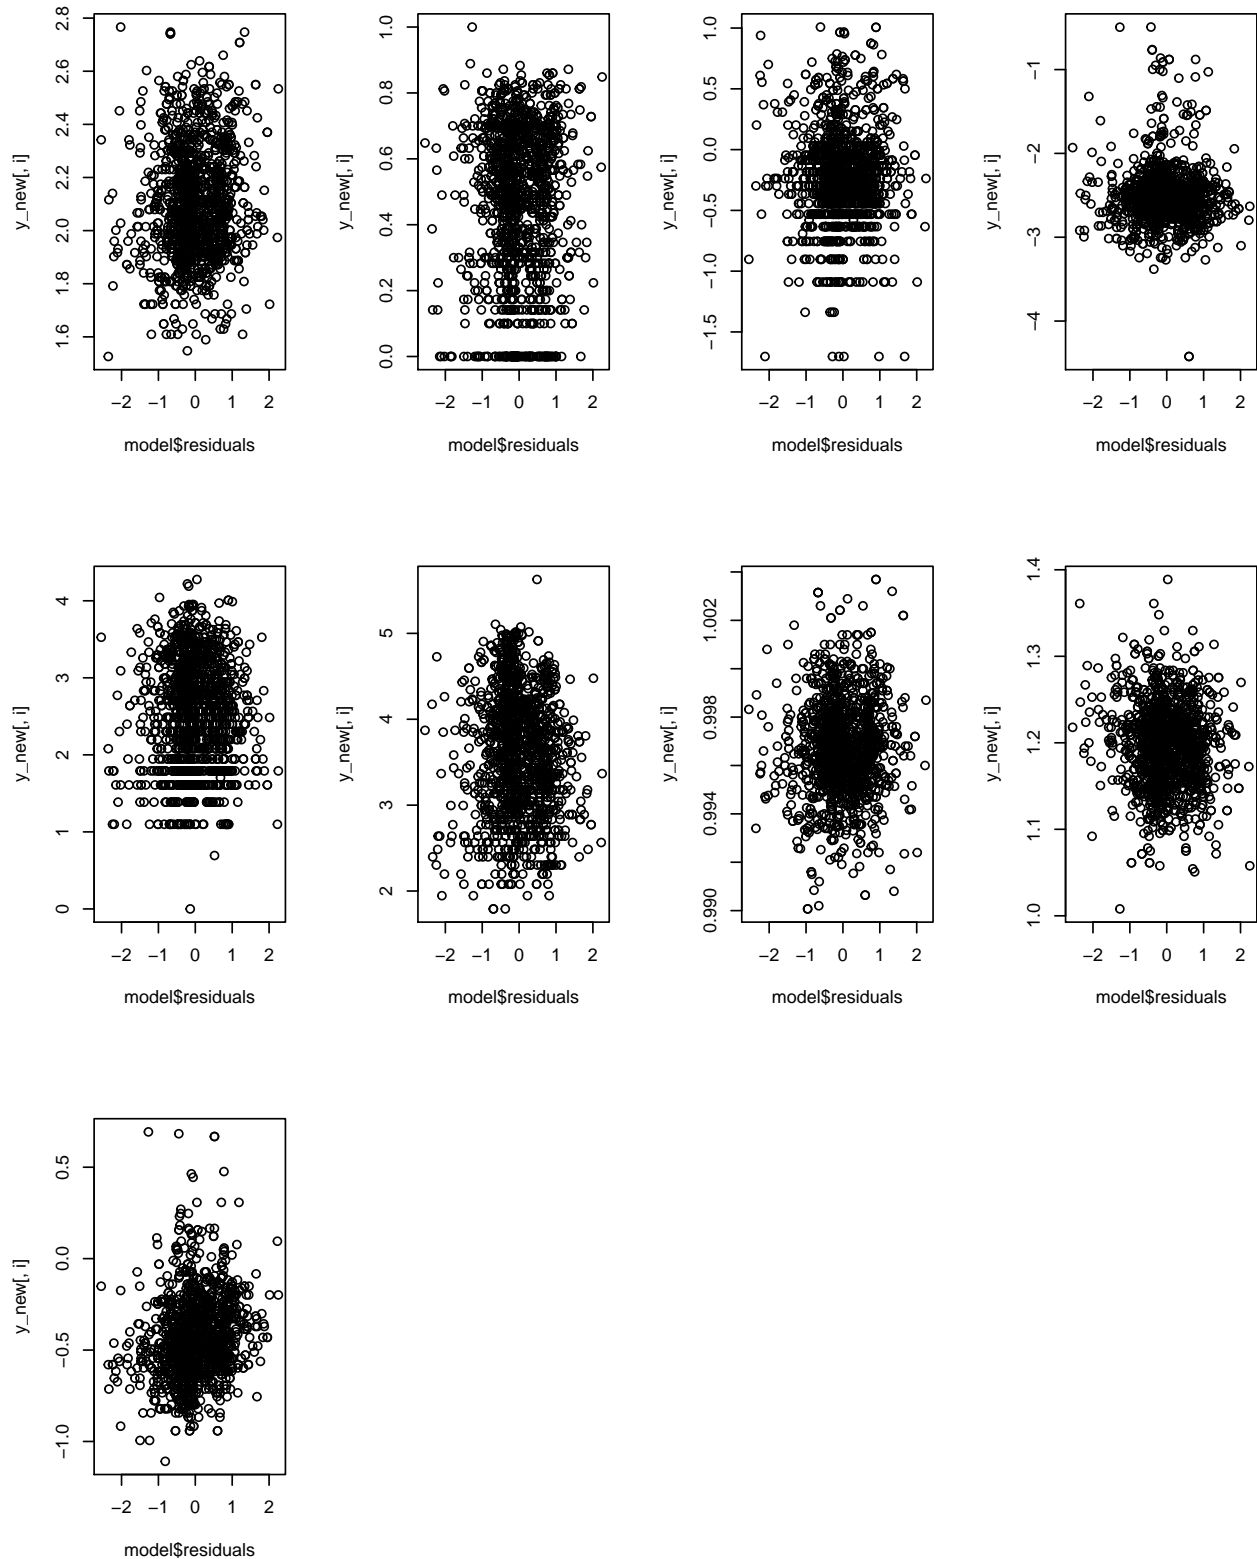 2.8
2.6
2.4
2.2
2.0
1.8
1.6
y_new[, i]
−2 −1 0 1 2
model$residuals
1.0
0.8
0.6
0.4
0.2
0.0
y_new[, i]
−2 −1 0 1 2
model$residuals
1.0
0.5
0.0
−0.5
−1.0
−1.5
y_new[, i]
−2 −1 0 1 2
model$residuals
−1
−2
−3
−4
y_new[, i]
−2 −1 0 1 2
model$residuals
4
3
2
1
0
y_new[, i]
−2 −1 0 1 2
model$residuals
5
4
3
2
y_new[, i]
−2 −1 0 1 2
model$residuals
1.002
0.998
0.994
0.990
y_new[, i]
−2 −1 0 1 2
model$residuals
1.4
1.3
1.2
1.1
1.0
y_new[, i]
−2 −1 0 1 2
model$residuals
0.5
0.0
−0.5
−1.0
y_new[, i]
−2 −1 0 1 2
model$residuals